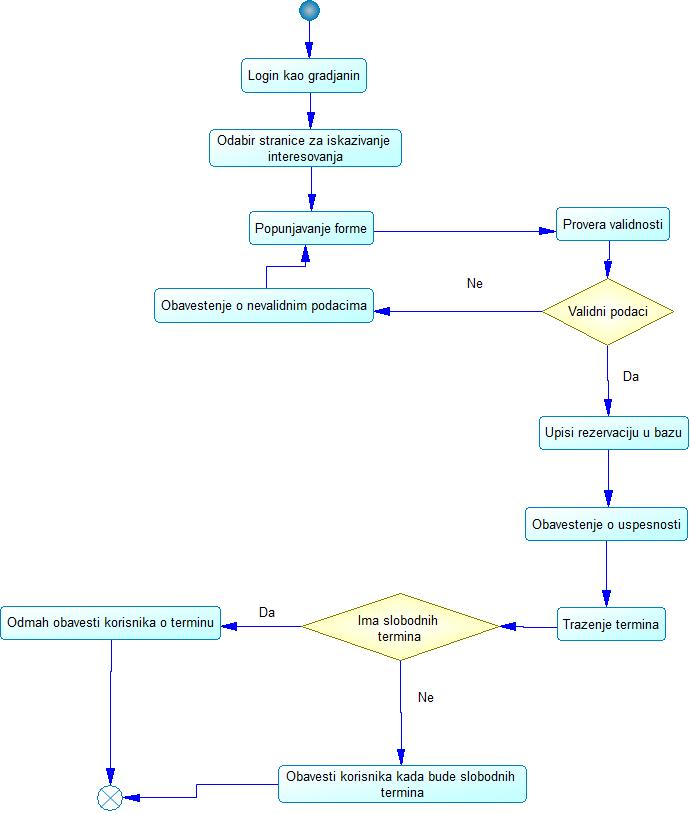 Login kao gradjanin
Odabir stranice za iskazivanje
interesovanja
Popunjavanje forme
Provera validnosti
Ne
Obavestenje o nevalidnim podacima
Validni podaci
Da
Upisi rezervaciju u bazu
Obavestenje o uspesnosti
Da
Ima slobodnih
termina
Odmah obavesti korisnika o terminu
Trazenje termina
Ne
Obavesti korisnika kada bude slobodnih
termina